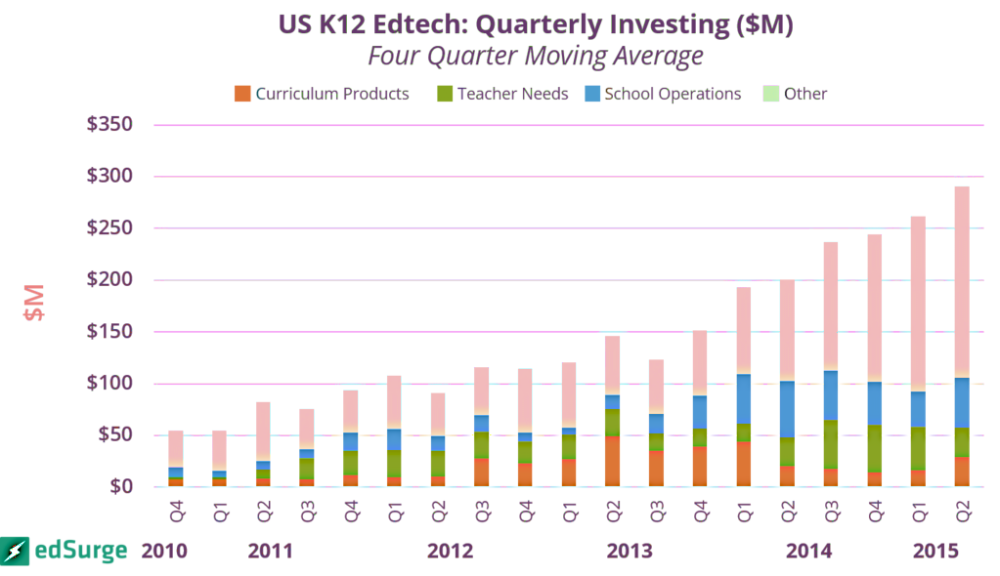 US K12 Edtech: Quarterly Investing ($M)
Four Quarter Moving Average
Curriculum Products Teacher Needs School Operations Other
$350
$300
$250
$200
$150
$100
$50
$0
$M
Q4 Q1 Q2 Q3 Q4 Q1 Q2 Q3 Q4 Q1 Q2 Q3 Q4 Q1 Q2 Q3 Q4 Q1 Q2
edSurge 2010 2011 2012 2013 2014 2015